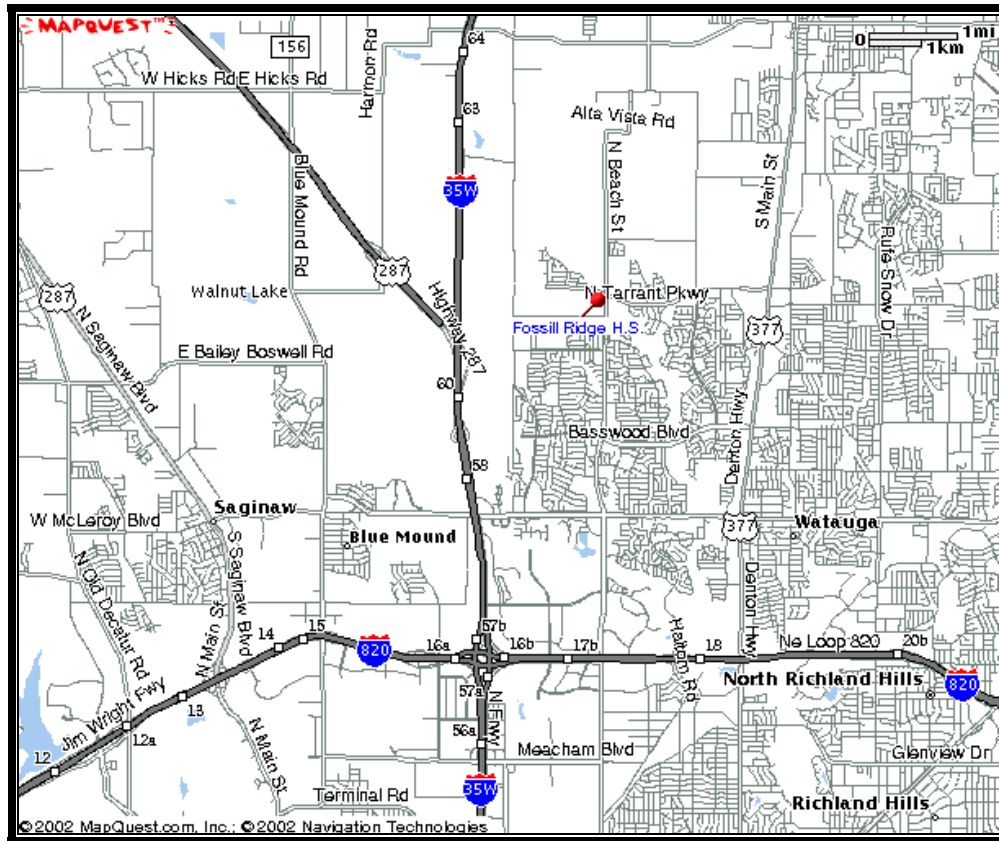 MAPQUEST™
156
64
0 1mi
1km
W Hicks Rd E Hicks Rd
Harmon Rd
63
Alta Vista Rd
N Beach St
S Main St
Blue Mound Rd
35W
Rufe Snow Dr
287
287
Walnut Lake
Highway 287
N Tarrant Pkwy
Fossill Ridge H.S.
377
N Saginaw Blvd
E Bailey Boswell Rd
60
Basswood Blvd
Denton Hwy
58
Saginaw
W McLeroy Blvd
Blue Mound
377
Watauga
N Old Decatur Rd
S Saginaw Blvd
N Main St
Denton Hwy
Haltom Rd
14
15
820
16a
57b
16b
17b
18
Ne Loop 820
20b
Jim Wright Fwy
13
57a
N Frwy
North Richland Hills
820
12
12a
56a
N Main St
Meacham Blvd
Glenview Dr
Terminal Rd
35W
Richland Hills
©2002 MapQuest.com, Inc.; ©2002 Navigation Technologies